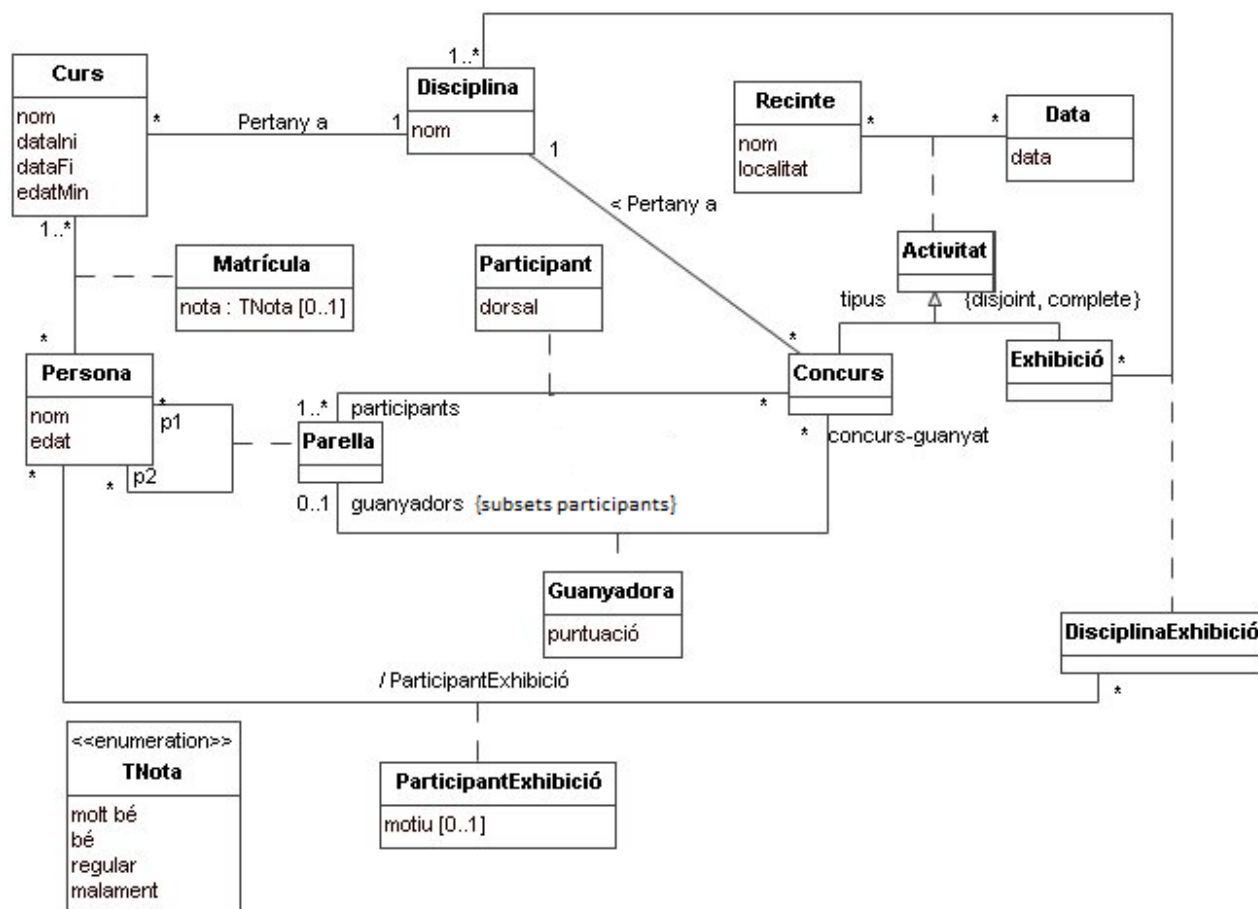 Curs
nom
dataIni
dataFi
edatMin
*
Pertany a
1
1..*
Disciplina
nom
1
< Pertany a
*
Recinte
nom
localitat
*
*
Data
data
Activitat
tipus
{disjoint, complete}
1..*
Matrícula
nota : TNota [0..1]
*
Participant
dorsal
Concurs
Exhibició
*
Persona
nom
edat
*
p1
p2
*
*
1..*
participants
*
Parella
*
concurs-guanyat
0..1
guanyadors {subsets participants}
Guanyadora
puntuació
DisciplinaExhibició
*
/ ParticipantExhibició
<<enumeration>>
TNota
molt bé
bé
regular
malament
ParticipantExhibició
motiu [0..1]